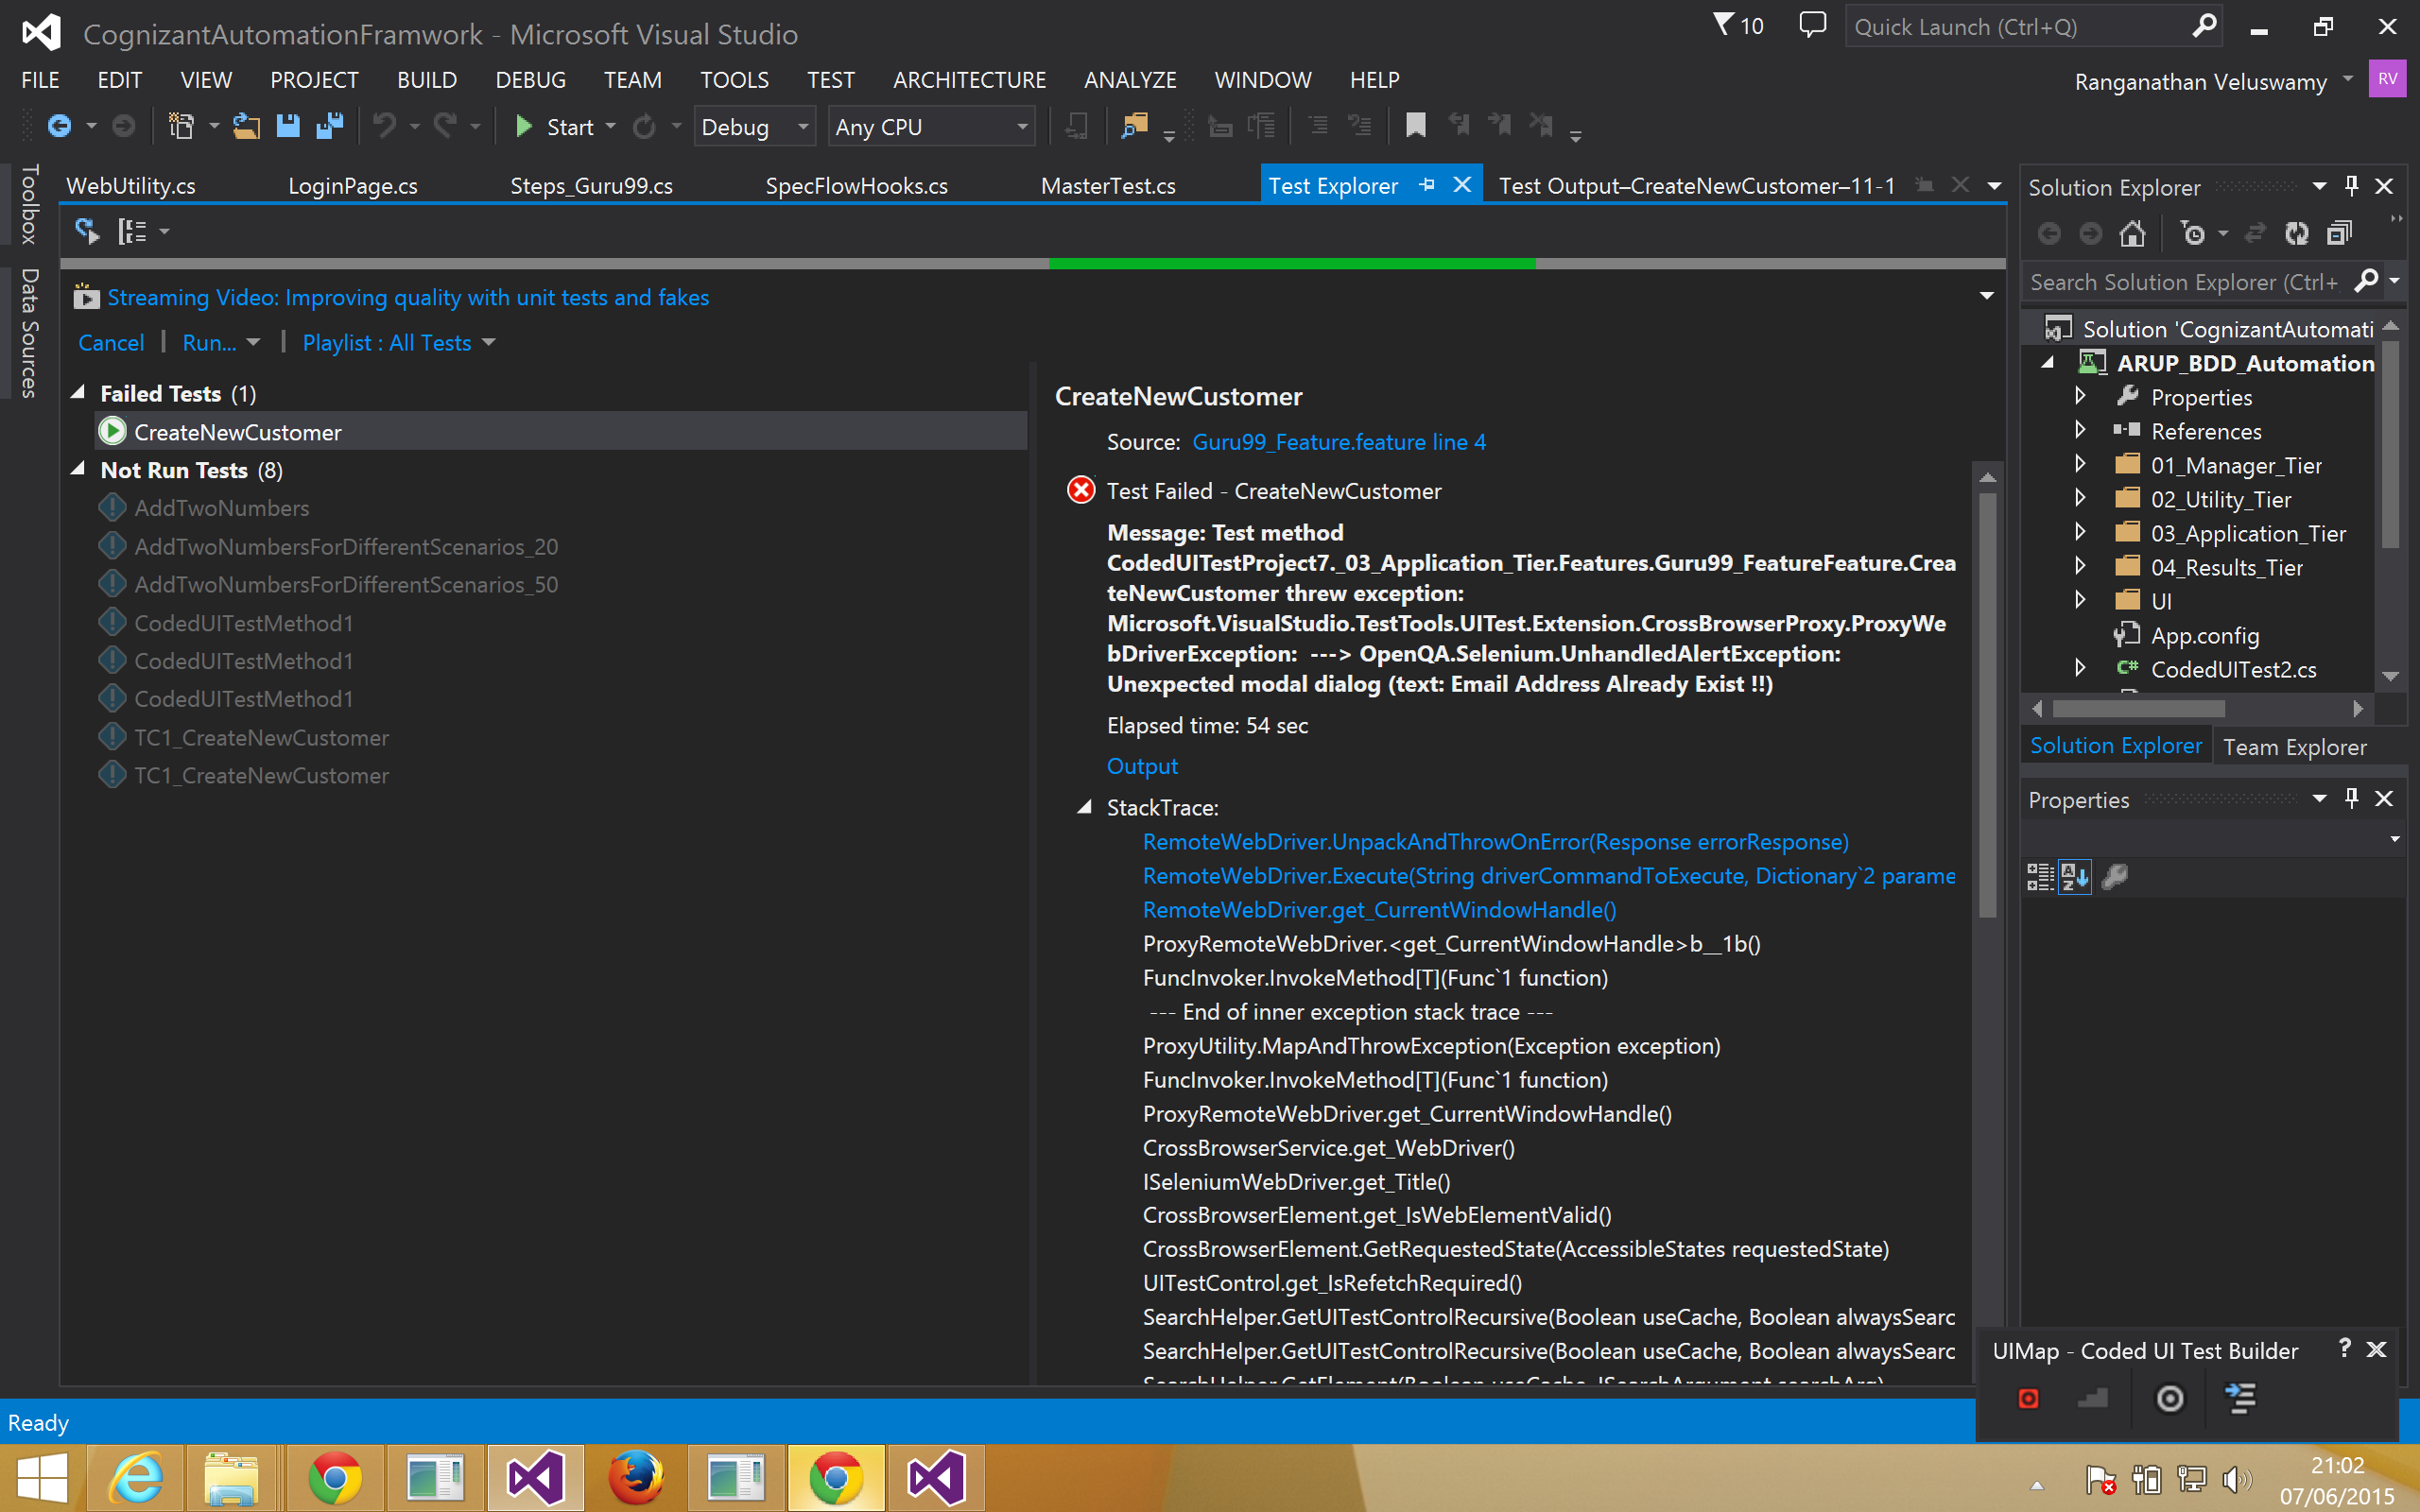 CognizantAutomationFramwork - Microsoft Visual Studio
10
Quick Launch (Ctrl+Q)
FILE EDIT VIEW PROJECT BUILD DEBUG TEAM TOOLS TEST ARCHITECTURE ANALYZE WINDOW HELP
Ranganathan Veluswamy RV
Start Debug Any CPU
Toolbox
Data Sources
WebUtility.cs LoginPage.cs Steps_Guru99.cs SpecFlowHooks.cs MasterTest.cs Test Explorer Test Output–CreateNewCustomer–11-1
Streaming Video: Improving quality with unit tests and fakes
Cancel | Run... | Playlist : All Tests
Failed Tests (1)
CreateNewCustomer
Not Run Tests (8)
AddTwoNumbers
AddTwoNumbersForDifferentScenarios_20
AddTwoNumbersForDifferentScenarios_50
CodedUITestMethod1
CodedUITestMethod1
CodedUITestMethod1
TC1_CreateNewCustomer
TC1_CreateNewCustomer
CreateNewCustomer
Source: Guru99_Feature.feature line 4
Test Failed - CreateNewCustomer
Message: Test method
CodedUITestProject7._03_Application_Tier.Features.Guru99_FeatureFeature.Crea
teNewCustomer threw exception:
Microsoft.VisualStudio.TestTools.UITest.Extension.CrossBrowserProxy.ProxyWe
bDriverException: ---> OpenQA.Selenium.UnhandledAlertException:
Unexpected modal dialog (text: Email Address Already Exist !!)
Elapsed time: 54 sec
Output
StackTrace:
RemoteWebDriver.UnpackAndThrowOnError(Response errorResponse)
RemoteWebDriver.Execute(String driverCommandToExecute, Dictionary`2 parame
RemoteWebDriver.get_CurrentWindowHandle()
ProxyRemoteWebDriver.<get_CurrentWindowHandle>b__1b()
FuncInvoker.InvokeMethod[T](Func`1 function)
--- End of inner exception stack trace ---
ProxyUtility.MapAndThrowException(Exception exception)
FuncInvoker.InvokeMethod[T](Func`1 function)
ProxyRemoteWebDriver.get_CurrentWindowHandle()
CrossBrowserService.get_WebDriver()
ISeleniumWebDriver.get_Title()
CrossBrowserElement.get_IsWebElementValid()
CrossBrowserElement.GetRequestedState(AccessibleStates requestedState)
UITestControl.get_IsRefetchRequired()
SearchHelper.GetUITestControlRecursive(Boolean useCache, Boolean alwaysSearc
SearchHelper.GetUITestControlRecursive(Boolean useCache, Boolean alwaysSearc
SearchHelper.GetElement(Boolean useCache, ISearchArgument searchArg)
Solution Explorer
Search Solution Explorer (Ctrl+
Solution 'CognizantAutomati
ARUP_BDD_Automation
Properties
References
01_Manager_Tier
02_Utility_Tier
03_Application_Tier
04_Results_Tier
UI
App.config
C# CodedUITest2.cs
Solution Explorer Team Explorer
Properties
UIMap - Coded UI Test Builder ?
Ready
21:02
07/06/2015